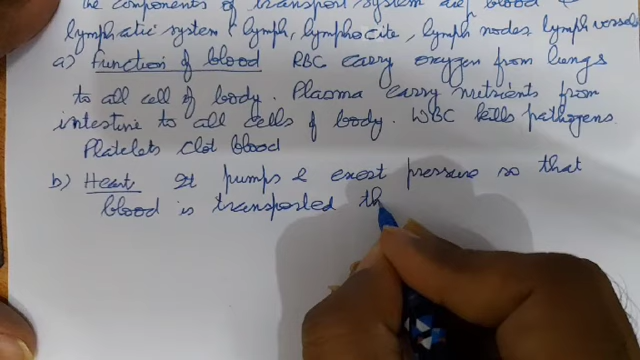 the components of transport system are blood &
lymphatic system: lymph, lymphocite, lymph nodes lymph vessels
a) Function of blood RBC carry oxygen from lungs
to all cell of body. Plasma carry nutrients from
intestine to all cells of body. WBC kills pathogens
Platelets clot blood
b) Heart It pumps & exert pressure so that
blood is transported th